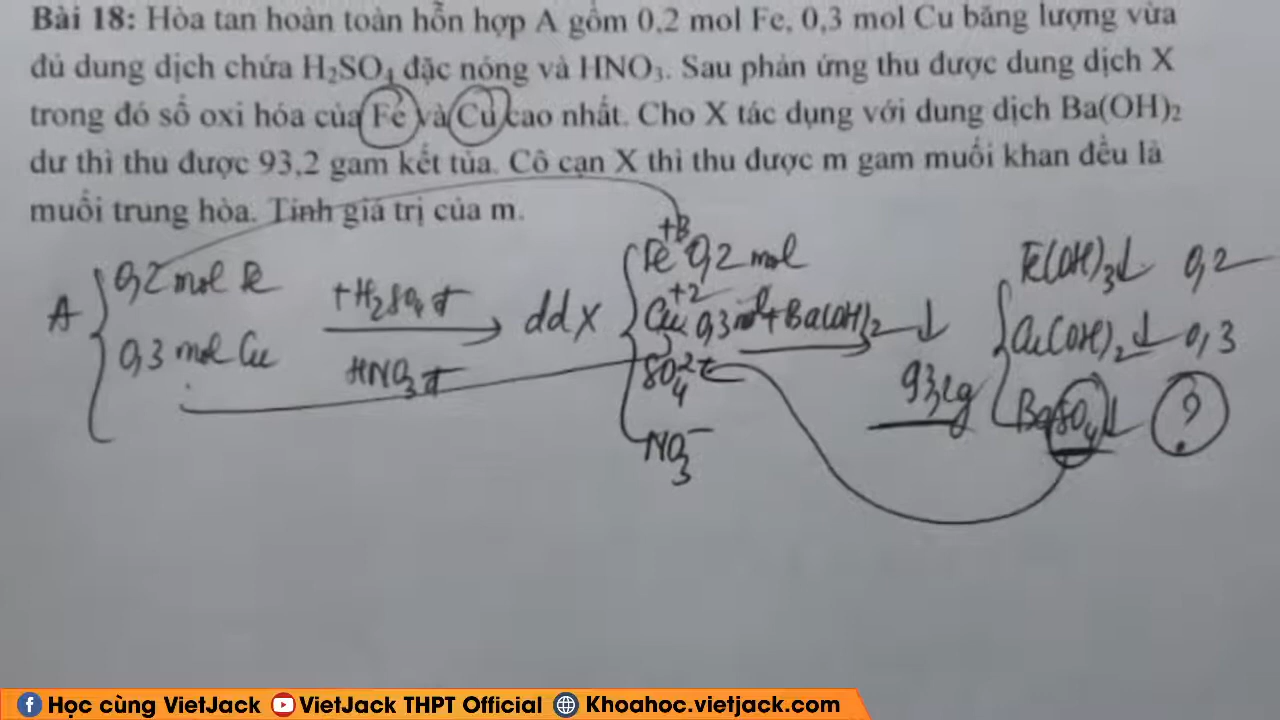 Bài 18: Hòa tan hoàn toàn hỗn hợp A gồm 0,2 mol Fe, 0,3 mol Cu bằng lượng vừa
đủ dung dịch chứa H₂SO₄ đặc nóng và HNO₃. Sau phản ứng thu được dung dịch X
trong đó số oxi hóa của Fe và Cu cao nhất. Cho X tác dụng với dung dịch Ba(OH)₂
dư thì thu được 93,2 gam kết tủa. Cô cạn X thì thu được m gam muối khan đều là
muối trung hòa. Tính giá trị của m.
A
0,2 mol Fe
0,3 mol Cu
+H₂SO₄đ
HNO₃đ
dd X
Fe⁺³ 0,2 mol
Cu⁺² 0,3 mol
SO₄²⁻
NO₃⁻
+Ba(OH)₂
↓
93,2g
Fe(OH)₃↓ 0,2
Cu(OH)₂↓ 0,3
BaSO₄↓ ?
Học cùng VietJack VietJack THPT Official Khoahoc.vietjack.com